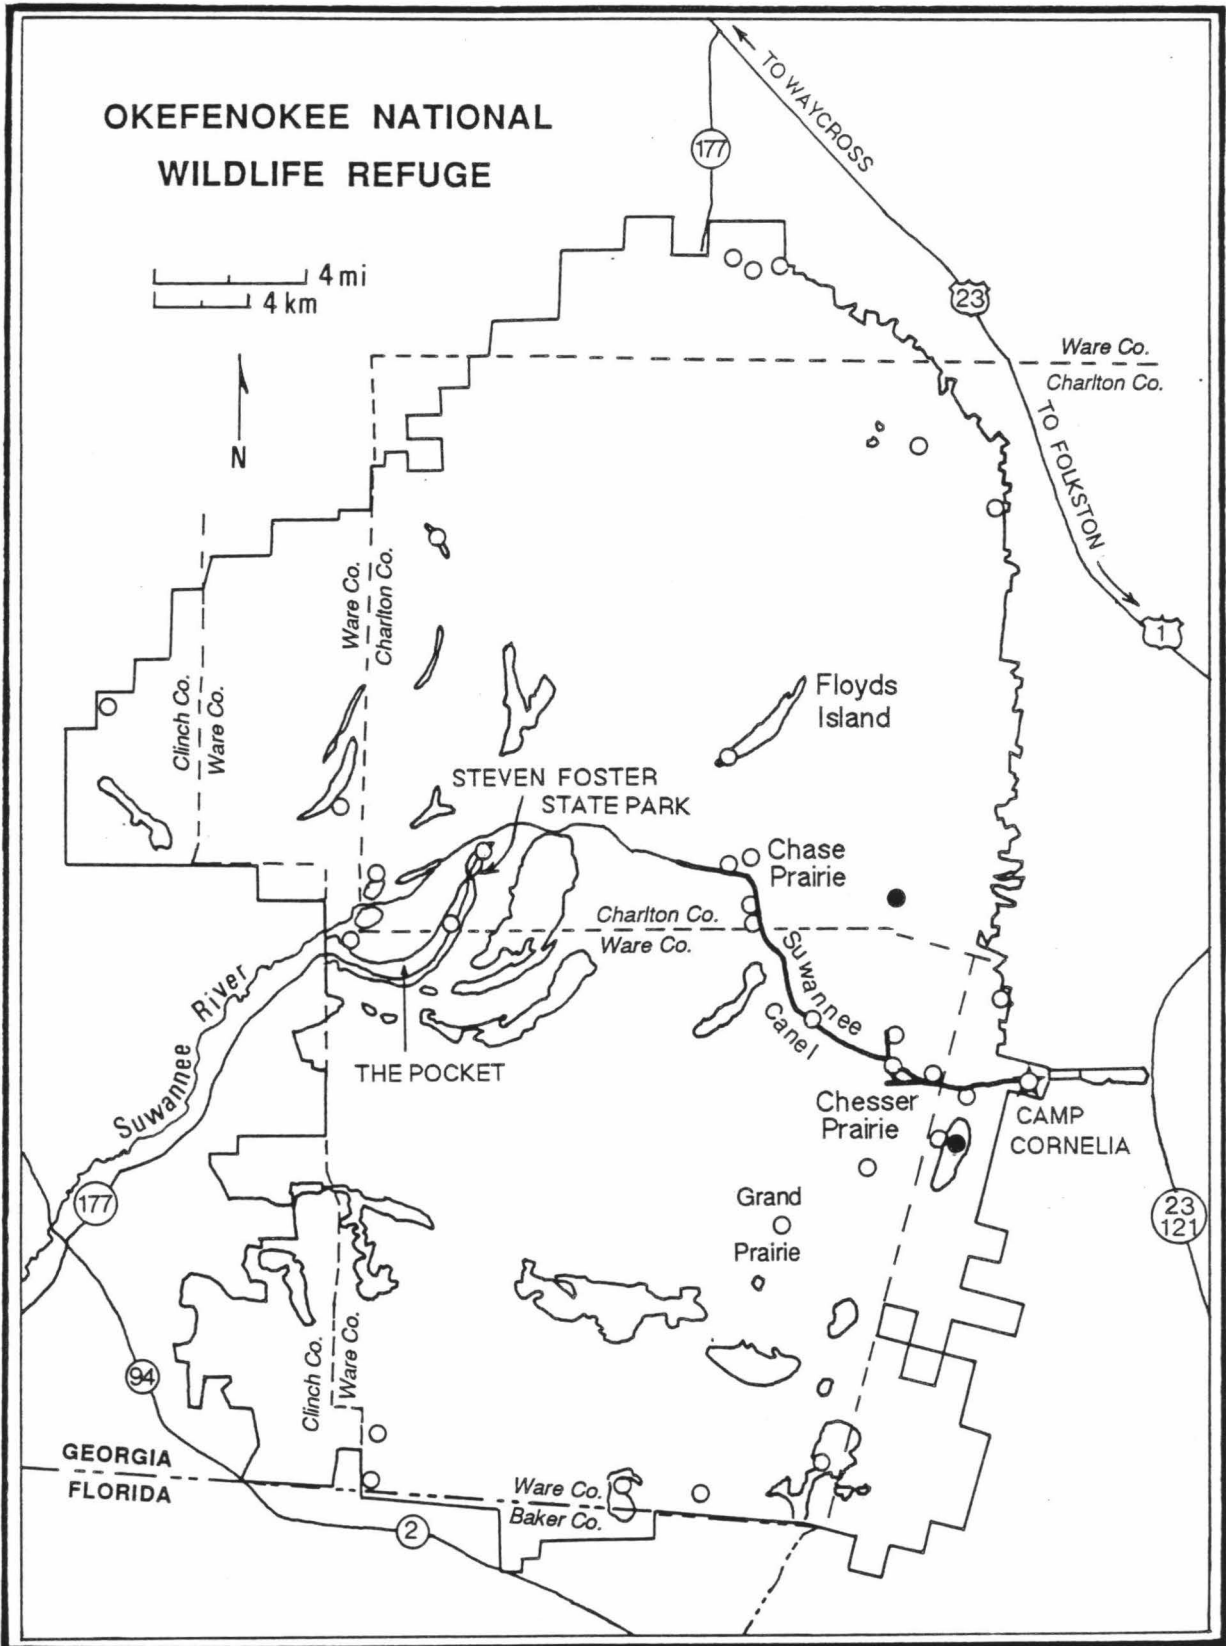 OKEFENOKEE NATIONAL
WILDLIFE REFUGE
4 mi
4 km
N
TO WAYCROSS
177
23
Ware Co.
Charlton Co.
TO FOLKSTON
1
Ware Co.
Charlton Co.
Clinch Co.
Ware Co.
Floyds
Island
STEVEN FOSTER
STATE PARK
Chase
Prairie
Charlton Co.
Ware Co.
Suwannee
Canel
Suwannee River
THE POCKET
Chesser
Prairie
CAMP
CORNELIA
177
Grand
Prairie
23
121
94
Clinch Co.
Ware Co.
GEORGIA
FLORIDA
Ware Co.
Baker Co.
2